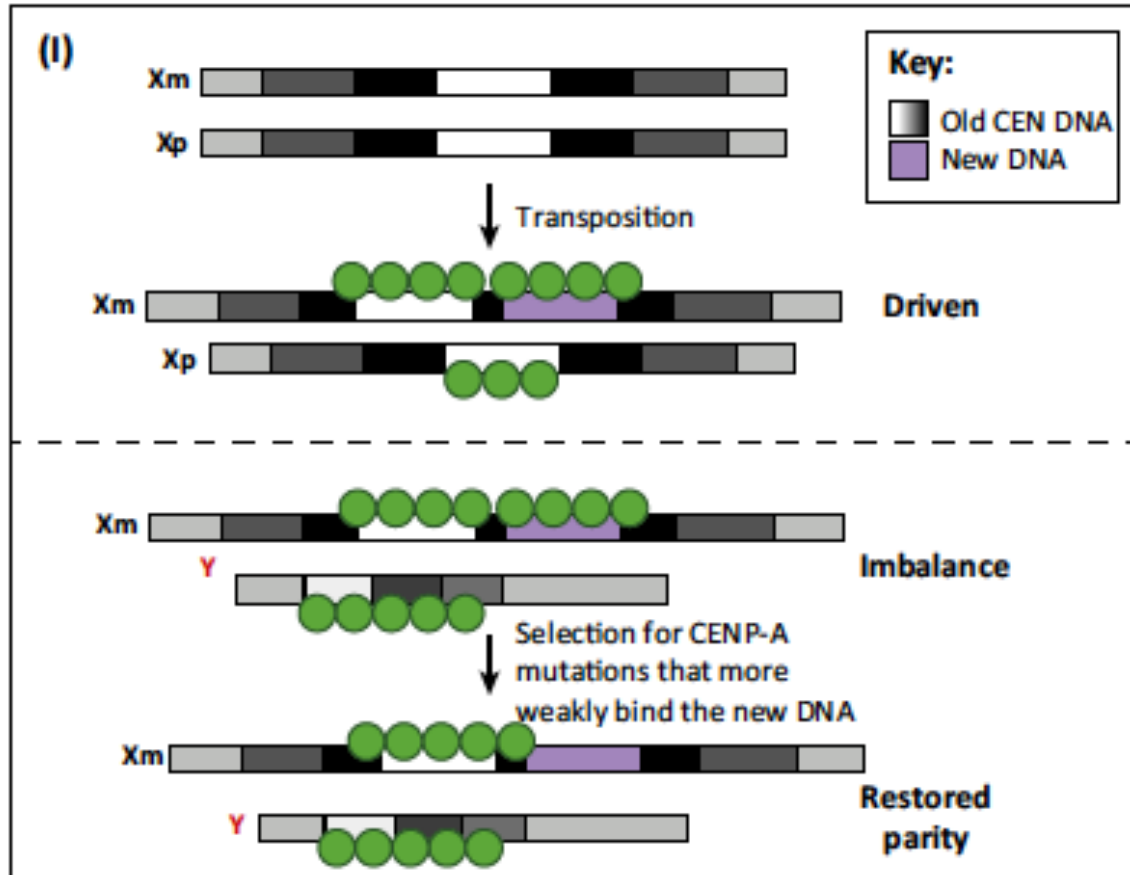 (I)
Xm
Xp
Key:
Old CEN DNA
New DNA
Transposition
Xm
Driven
Xp
Xm
Y
Imbalance
Selection for CENP-A
mutations that more
weakly bind the new DNA
Xm
Y
Restored
parity